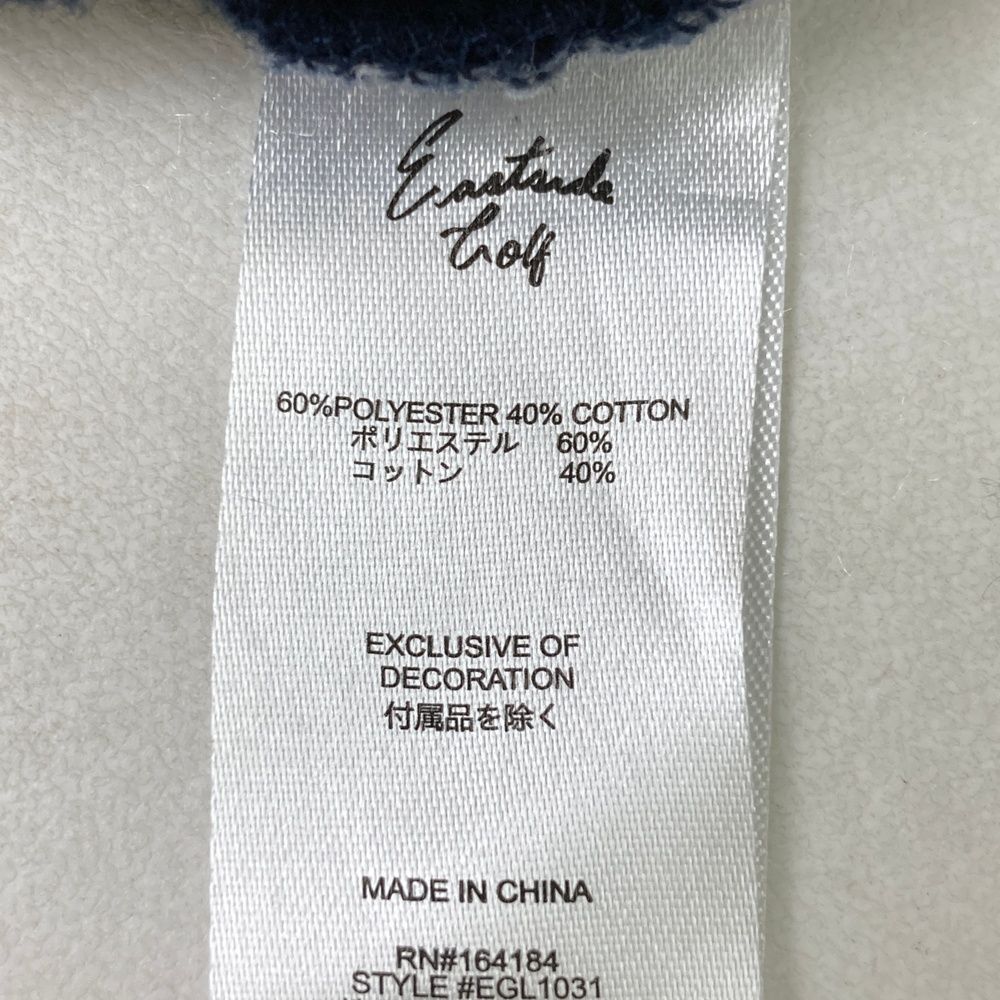 Eastside
Golf
60%POLYESTER 40% COTTON
ポリエステル 60%
コットン 40%
EXCLUSIVE OF
DECORATION
付属品を除く
MADE IN CHINA
RN#164184
STYLE #EGL1031